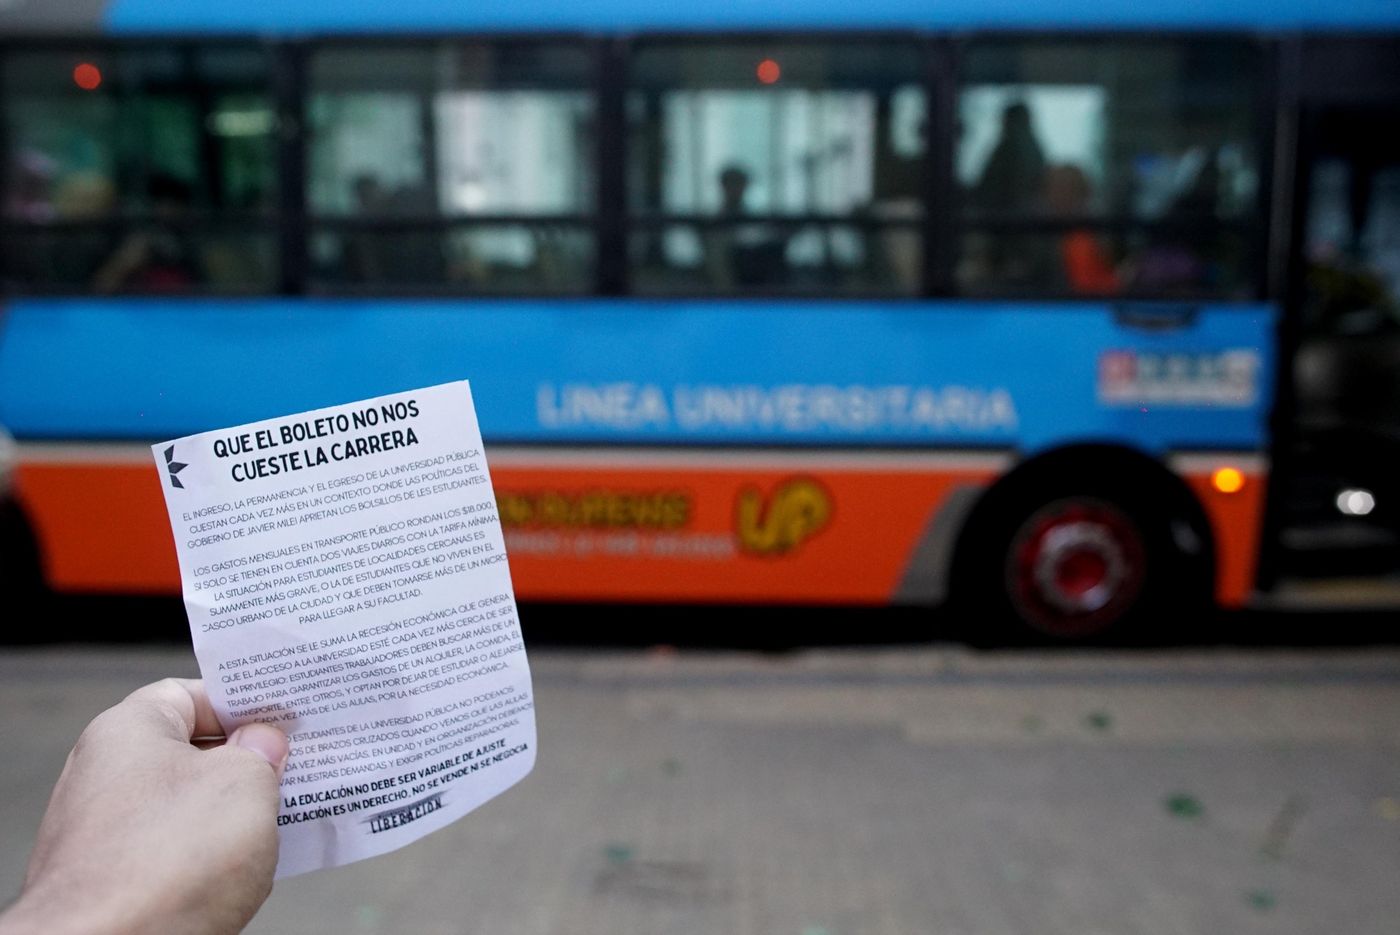 QUE EL BOLETO NO NOS
CUESTE LA CARRERA
EL INGRESO, LA PERMANENCIA Y EL EGRESO DE LA UNIVERSIDAD PÚBLICA
CUESTAN CADA VEZ MÁS EN UN CONTEXTO DONDE LAS POLÍTICAS DEL
GOBIERNO DE JAVIER MILEI APRIETAN LOS BOLSILLOS DE LES ESTUDIANTES.
LOS GASTOS MENSUALES EN TRANSPORTE PÚBLICO RONDAN LOS $18.000,
SI SOLO SE TIENEN EN CUENTA DOS VIAJES DIARIOS CON LA TARIFA MÍNIMA.
LA SITUACIÓN PARA ESTUDIANTES DE LOCALIDADES CERCANAS ES
SUMAMENTE MÁS GRAVE, O LA DE ESTUDIANTES QUE NO VIVEN EN EL
CASCO URBANO DE LA CIUDAD Y QUE DEBEN TOMARSE MÁS DE UN MICRO
PARA LLEGAR A SU FACULTAD.
A ESTA SITUACIÓN SE LE SUMA LA RECESIÓN ECONÓMICA QUE GENERA
QUE EL ACCESO A LA UNIVERSIDAD ESTÉ CADA VEZ MÁS CERCA DE SER
UN PRIVILEGIO: ESTUDIANTES TRABAJADORES DEBEN BUSCAR MÁS DE UN
TRABAJO PARA GARANTIZAR LOS GASTOS DE UN ALQUILER, LA COMIDA, EL
TRANSPORTE, ENTRE OTROS, Y OPTAN POR DEJAR DE ESTUDIAR O ALEJARSE
CADA VEZ MÁS DE LAS AULAS, POR LA NECESIDAD ECONÓMICA.
ESTUDIANTES DE LA UNIVERSIDAD PÚBLICA NO PODEMOS
DE BRAZOS CRUZADOS CUANDO VEMOS QUE LAS AULAS
VEZ MÁS VACÍAS, EN UNIDAD Y EN ORGANIZACIÓN DEBEMOS
NUESTRAS DEMANDAS Y EXIGIR POLÍTICAS REPARADORAS.
LA EDUCACIÓN NO DEBE SER VARIABLE DE AJUSTE
EDUCACIÓN ES UN DERECHO, NO SE VENDE NI SE NEGOCIA
LIBERACIÓN
LINEA UNIVERSITARIA
UP